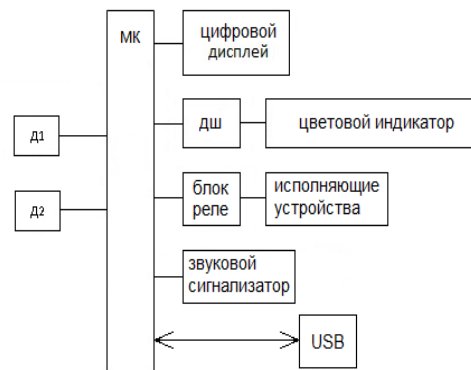 МК
цифровой
дисплей
Д1
ДШ
цветовой индикатор
Д2
блок
реле
исполняющие
устройства
звуковой
сигнализатор
USB